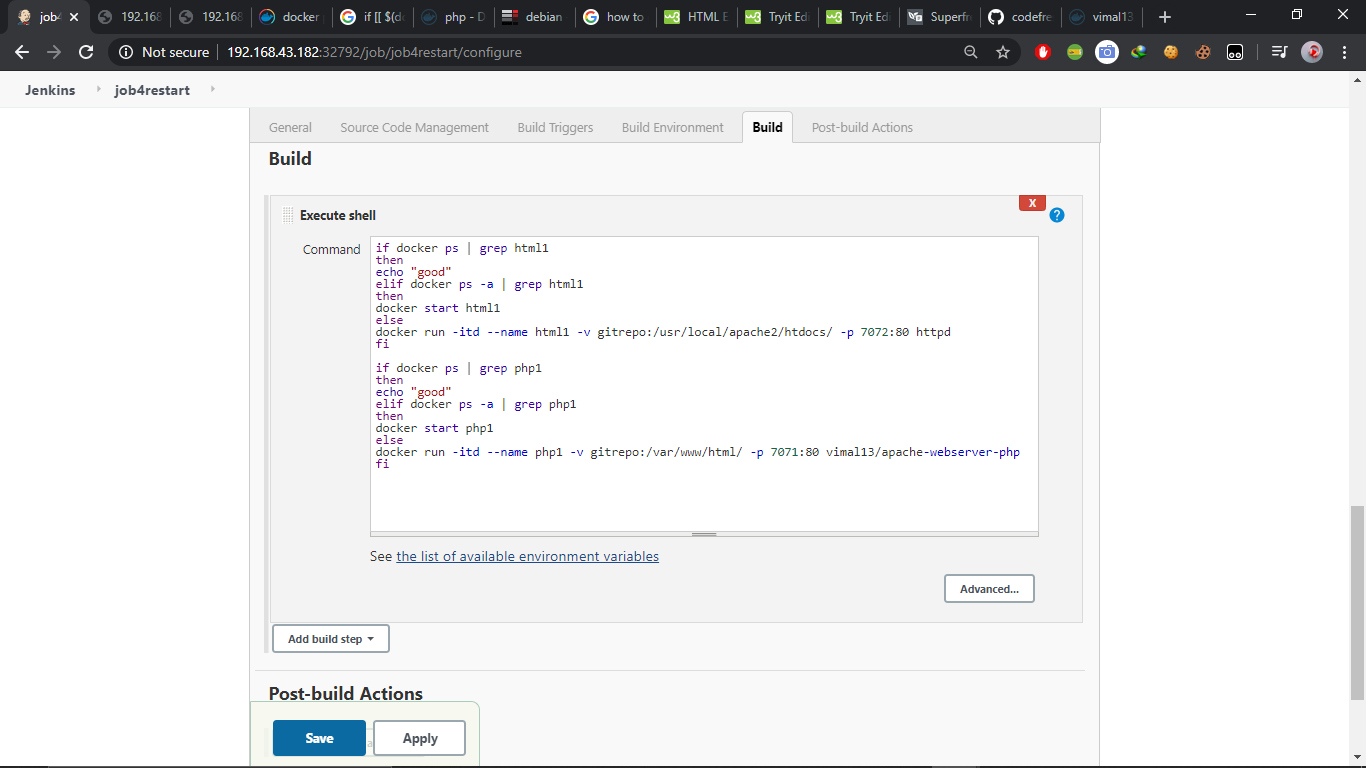 job4
192.168
192.168
docker
if [[ $(do
php - D
debian
how to
HTML E
Tryit Edi
Tryit Edi
Superfr
codefre
vimal13
Not secure
192.168.43.182:32792/job/job4restart/configure
Jenkins
job4restart
General
Source Code Management
Build Triggers
Build Environment
Build
Post-build Actions
Build
X
Execute shell
?
Command
if docker ps | grep html1
then
echo "good"
elif docker ps -a | grep html1
then
docker start html1
else
docker run -itd --name html1 -v gitrepo:/usr/local/apache2/htdocs/ -p 7072:80 httpd
fi
if docker ps | grep php1
then
echo "good"
elif docker ps -a | grep php1
then
docker start php1
else
docker run -itd --name php1 -v gitrepo:/var/www/html/ -p 7071:80 vimal13/apache-webserver-php
fi
See the list of available environment variables
Advanced...
Add build step
Post-build Actions
Save
Apply